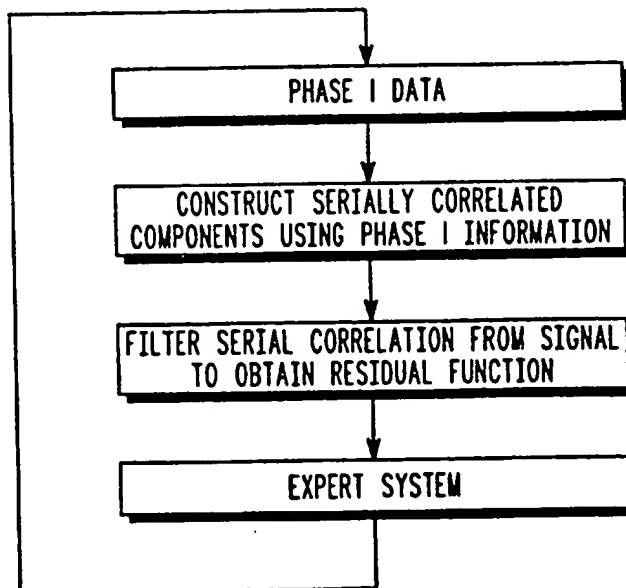 PHASE I DATA
CONSTRUCT SERIALLY CORRELATED
COMPONENTS USING PHASE I INFORMATION
FILTER SERIAL CORRELATION FROM SIGNAL
TO OBTAIN RESIDUAL FUNCTION
EXPERT SYSTEM